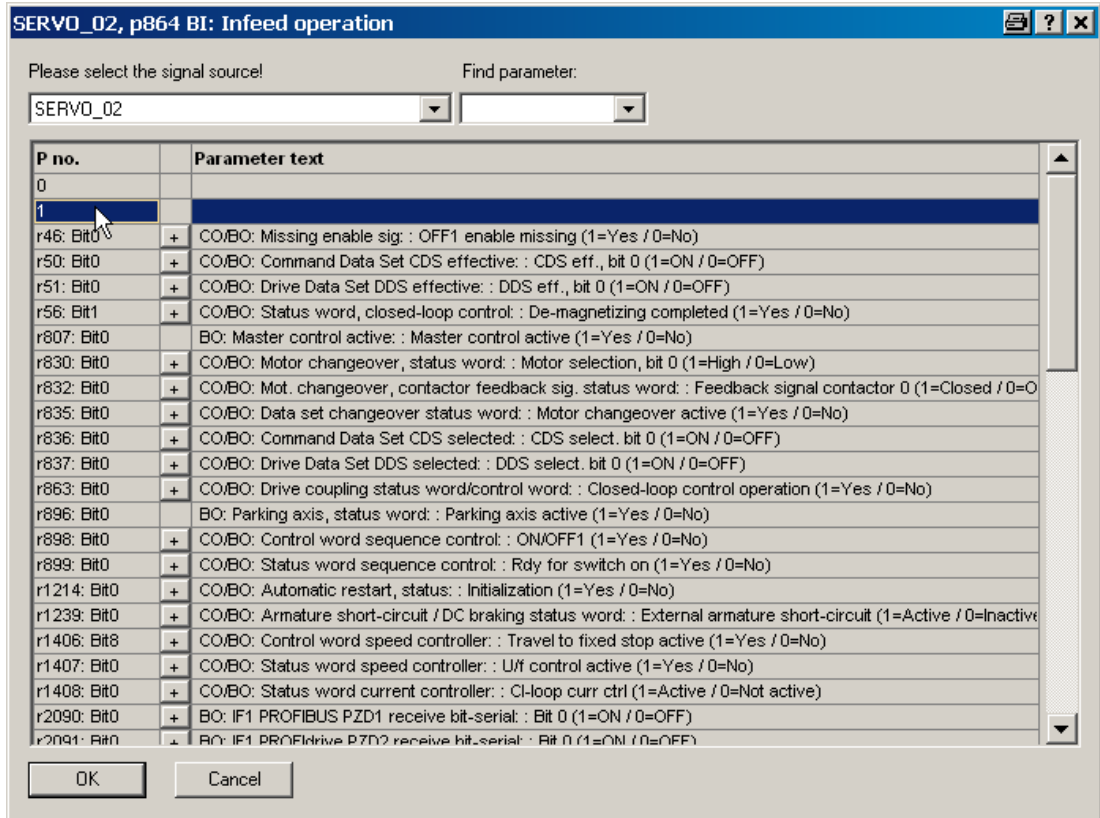 SERVO_02, p864 BI: Infeed operation
Please select the signal source! Find parameter:
SERVO_02
P no. Parameter text
0
1
r46: Bit0 + CO/BO: Missing enable sig: : OFF1 enable missing (1=Yes / 0=No)
r50: Bit0 + CO/BO: Command Data Set CDS effective: : CDS eff., bit 0 (1=ON / 0=OFF)
r51: Bit0 + CO/BO: Drive Data Set DDS effective: : DDS eff., bit 0 (1=ON / 0=OFF)
r56: Bit1 + CO/BO: Status word, closed-loop control: : De-magnetizing completed (1=Yes / 0=No)
r807: Bit0 BO: Master control active: : Master control active (1=Yes / 0=No)
r830: Bit0 + CO/BO: Motor changeover, status word: : Motor selection, bit 0 (1=High / 0=Low)
r832: Bit0 + CO/BO: Mot. changeover, contactor feedback sig. status word: : Feedback signal contactor 0 (1=Closed / 0=O
r835: Bit0 + CO/BO: Data set changeover status word: : Motor changeover active (1=Yes / 0=No)
r836: Bit0 + CO/BO: Command Data Set CDS selected: : CDS select. bit 0 (1=ON / 0=OFF)
r837: Bit0 + CO/BO: Drive Data Set DDS selected: : DDS select. bit 0 (1=ON / 0=OFF)
r863: Bit0 + CO/BO: Drive coupling status word/control word: : Closed-loop control operation (1=Yes / 0=No)
r896: Bit0 BO: Parking axis, status word: : Parking axis active (1=Yes / 0=No)
r898: Bit0 + CO/BO: Control word sequence control: : ON/OFF1 (1=Yes / 0=No)
r899: Bit0 + CO/BO: Status word sequence control: : Rdy for switch on (1=Yes / 0=No)
r1214: Bit0 + CO/BO: Automatic restart, status: : Initialization (1=Yes / 0=No)
r1239: Bit0 + CO/BO: Armature short-circuit / DC braking status word: : External armature short-circuit (1=Active / 0=Inactive
r1406: Bit8 + CO/BO: Control word speed controller: : Travel to fixed stop active (1=Yes / 0=No)
r1407: Bit0 + CO/BO: Status word speed controller: : U/f control active (1=Yes / 0=No)
r1408: Bit0 + CO/BO: Status word current controller: : Cl-loop curr ctrl (1=Active / 0=Not active)
r2090: Bit0 + BO: IF1 PROFIBUS PZD1 receive bit-serial: : Bit 0 (1=ON / 0=OFF)
r2091: Bit0 + BO: IF1 PROFIdrive PZD2 receive bit-serial: : Bit 0 (1=ON / 0=OFF)
OK Cancel